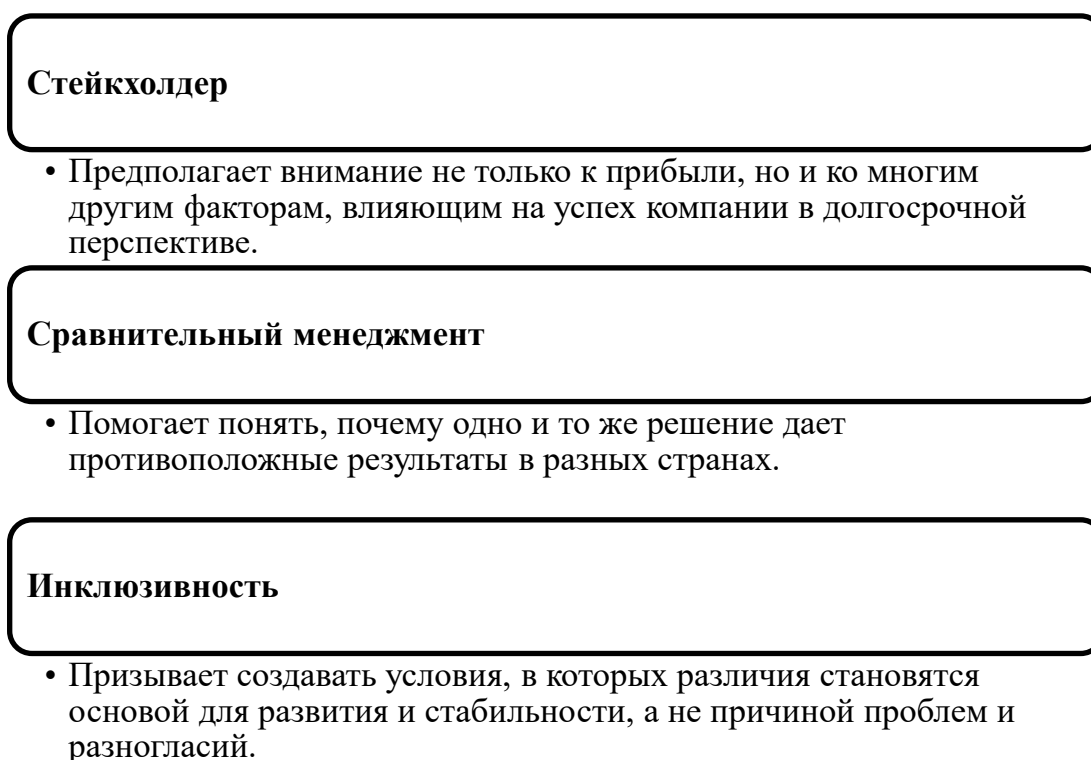 Стейкхолдер
• Предполагает внимание не только к прибыли, но и ко многим
другим факторам, влияющим на успех компании в долгосрочной
перспективе.
Сравнительный менеджмент
• Помогает понять, почему одно и то же решение дает
противоположные результаты в разных странах.
Инклюзивность
• Призывает создавать условия, в которых различия становятся
основой для развития и стабильности, а не причиной проблем и
разногласий.